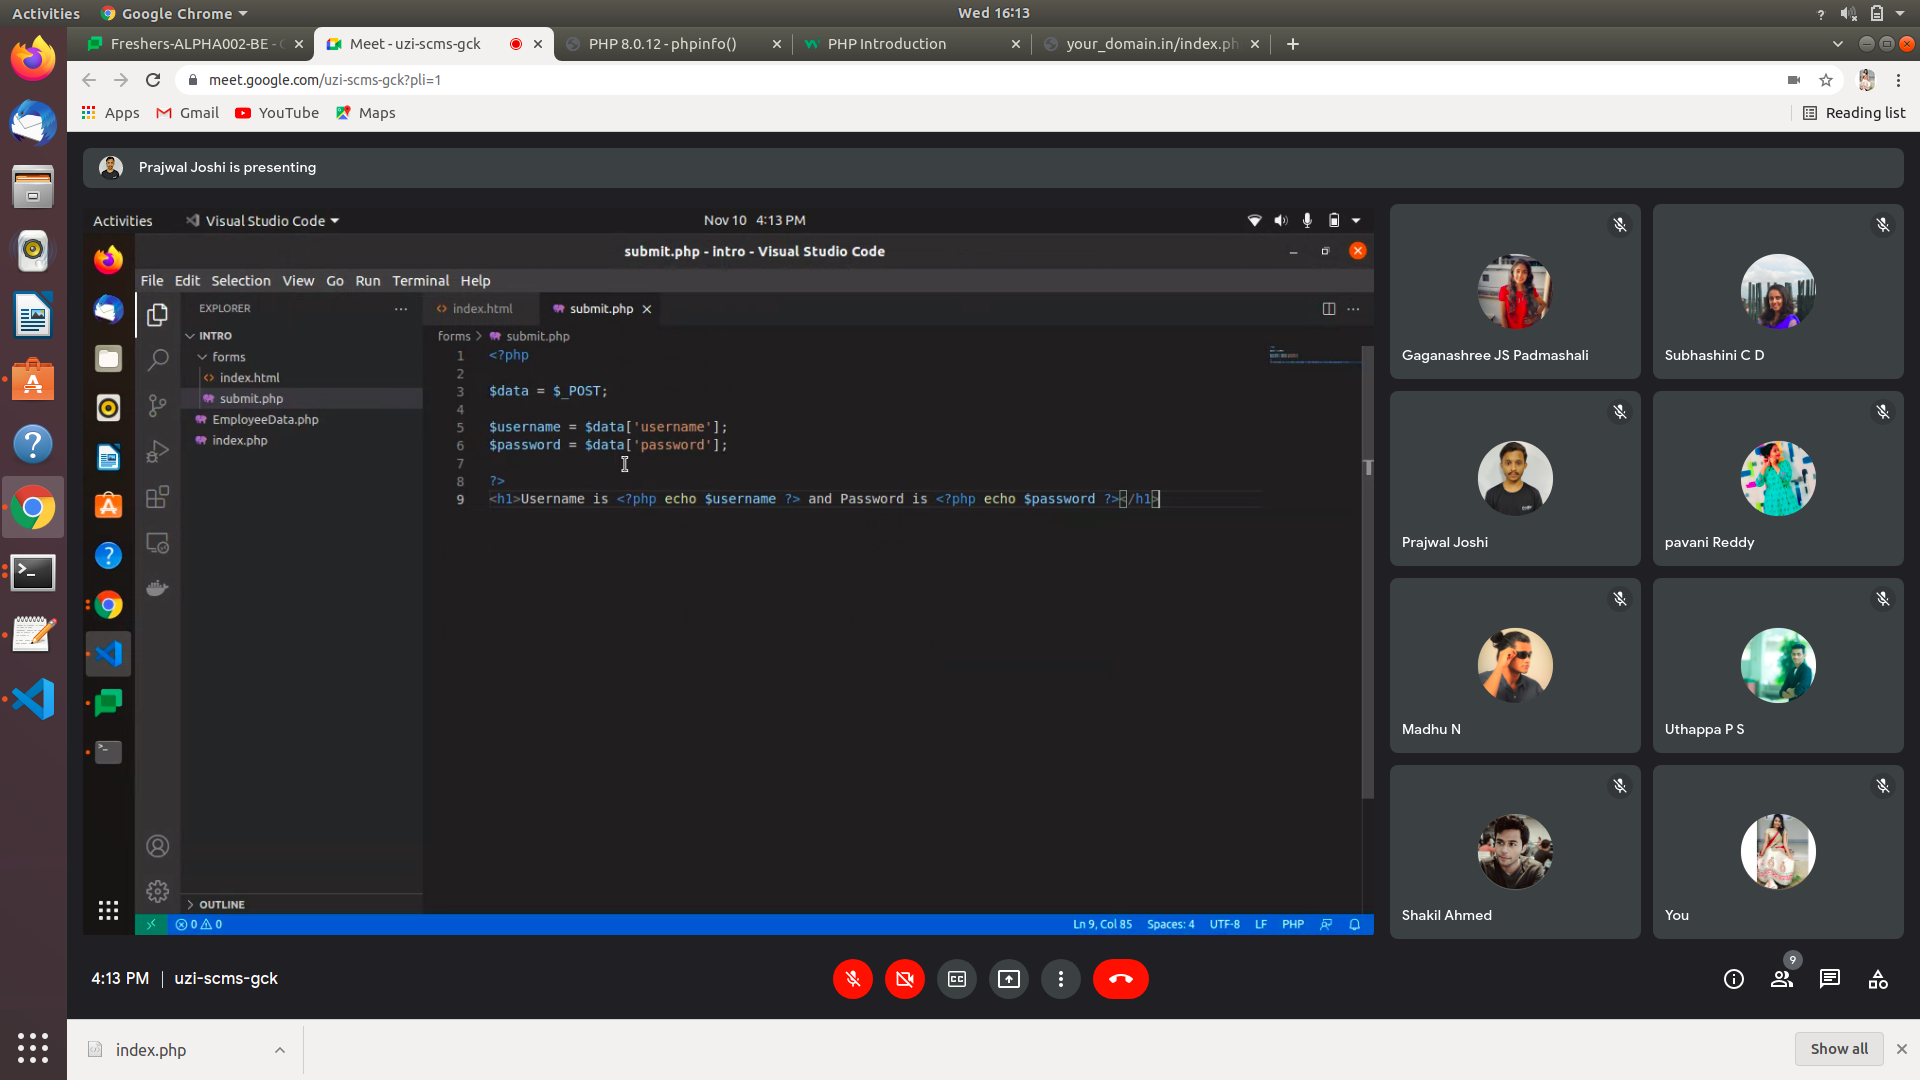 Activities Google Chrome Wed 16:13
Freshers-ALPHA002-BE - Meet - uzi-scms-gck PHP 8.0.12 - phpinfo() PHP Introduction your_domain.in/index.ph
meet.google.com/uzi-scms-gck?pli=1
Apps Gmail YouTube Maps Reading list
Prajwal Joshi is presenting
Activities Visual Studio Code Nov 10 4:13 PM
submit.php - intro - Visual Studio Code
File Edit Selection View Go Run Terminal Help
EXPLORER ... index.html submit.php
INTRO
forms
index.html
submit.php
EmployeeData.php
index.php
OUTLINE
forms > submit.php
1 <?php
2
3 $data = $_POST;
4
5 $username = $data['username'];
6 $password = $data['password'];
7
8 ?>
9 <h1>Username is <?php echo $username ?> and Password is <?php echo $password ?></h1>
0 0 Ln 9, Col 85 Spaces: 4 UTF-8 LF PHP
Gaganashree JS Padmashali
Subhashini C D
Prajwal Joshi
pavani Reddy
Madhu N
Uthappa P S
Shakil Ahmed
You
4:13 PM | uzi-scms-gck
9
index.php Show all